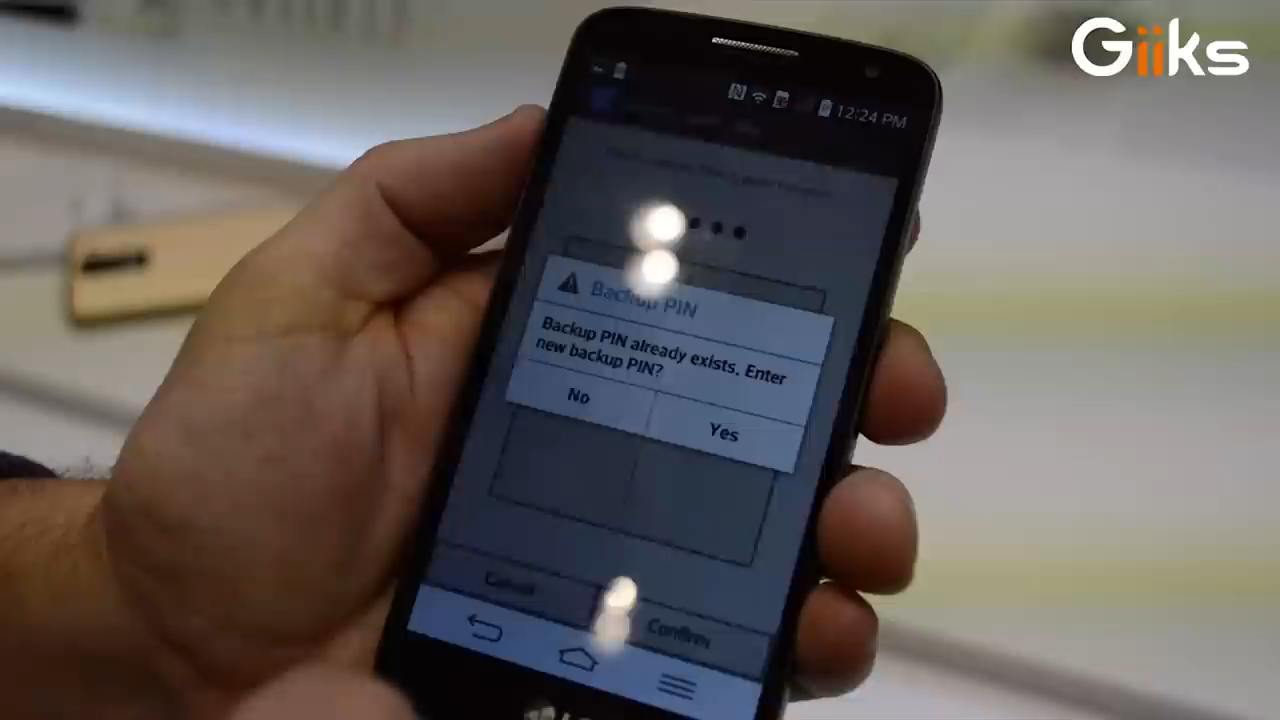 Giiks
12:24 PM
Backup PIN
Backup PIN already exists. Enter
new backup PIN?
No
Yes
Cancel
Confirm